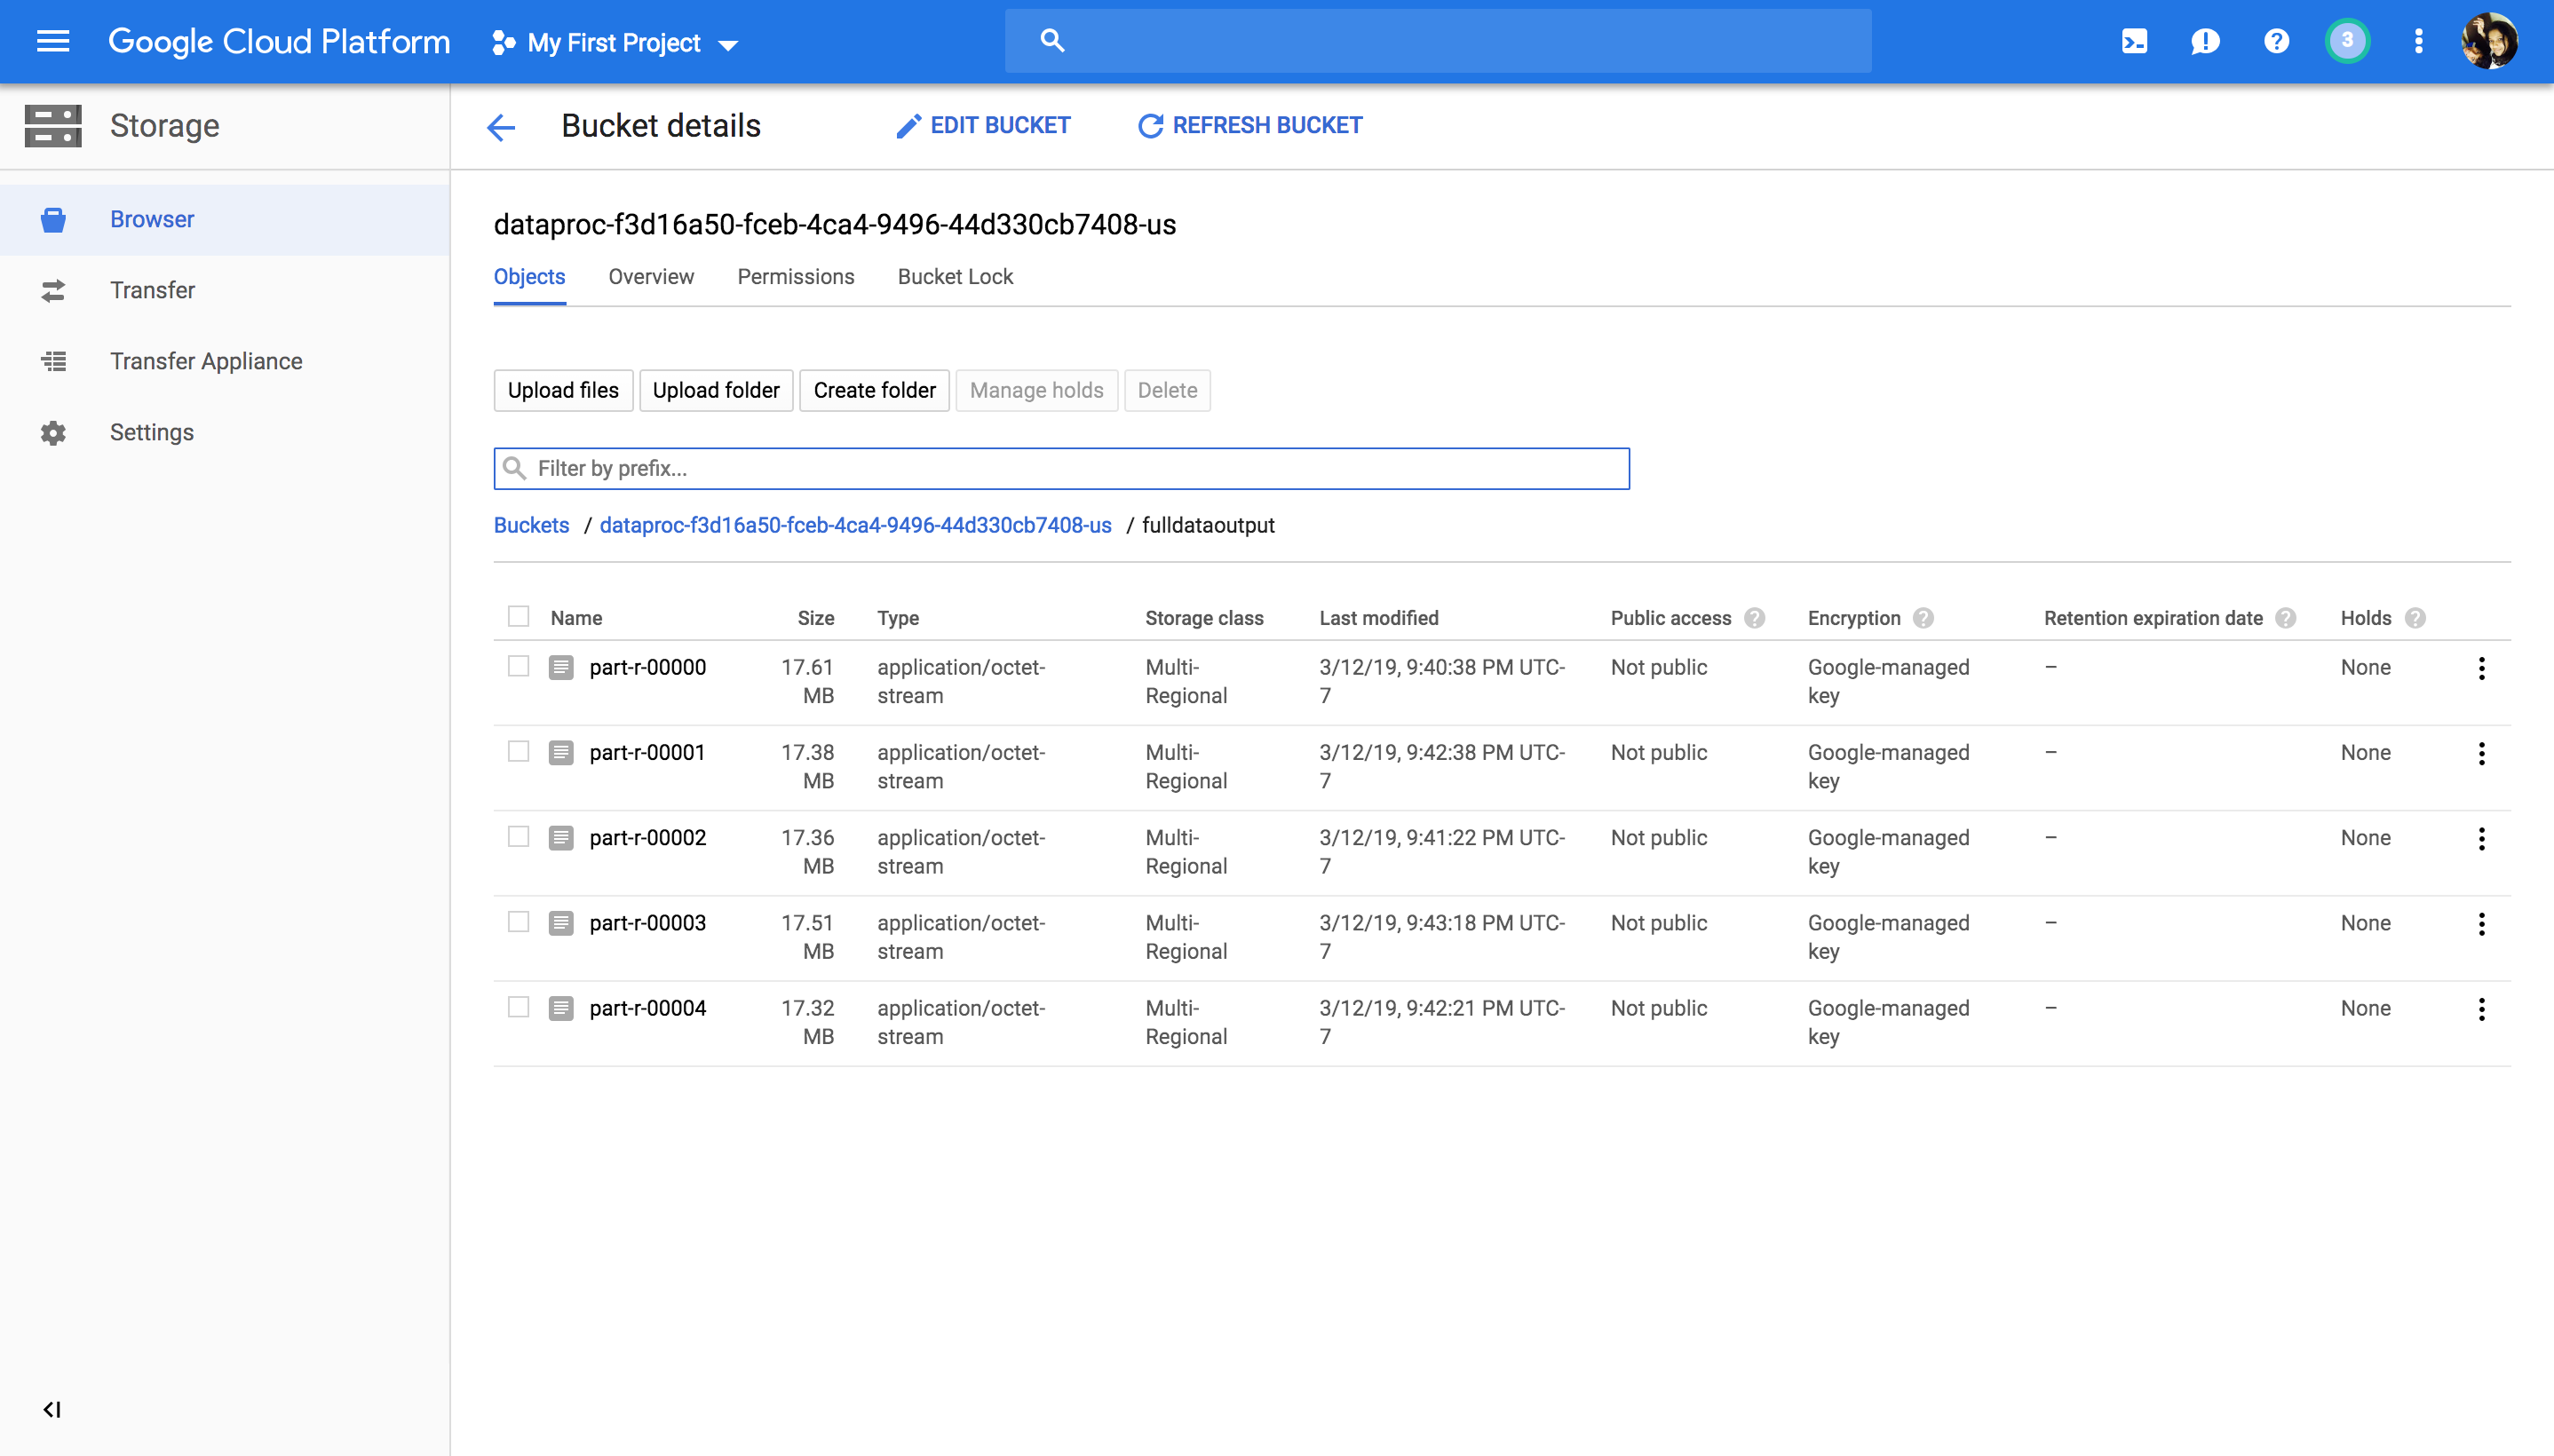 Google Cloud Platform
My First Project
3
Storage
Bucket details
EDIT BUCKET
REFRESH BUCKET
Browser
Transfer
Transfer Appliance
Settings
dataproc-f3d16a50-fceb-4ca4-9496-44d330cb7408-us
Objects Overview Permissions Bucket Lock
Upload files Upload folder Create folder Manage holds Delete
Filter by prefix...
Buckets / dataproc-f3d16a50-fceb-4ca4-9496-44d330cb7408-us / fulldataoutput
Name Size Type Storage class Last modified Public access Encryption Retention expiration date Holds
part-r-00000 17.61 application/octet- Multi- 3/12/19, 9:40:38 PM UTC- Not public Google-managed – None
MB stream Regional 7 key
part-r-00001 17.38 application/octet- Multi- 3/12/19, 9:42:38 PM UTC- Not public Google-managed – None
MB stream Regional 7 key
part-r-00002 17.36 application/octet- Multi- 3/12/19, 9:41:22 PM UTC- Not public Google-managed – None
MB stream Regional 7 key
part-r-00003 17.51 application/octet- Multi- 3/12/19, 9:43:18 PM UTC- Not public Google-managed – None
MB stream Regional 7 key
part-r-00004 17.32 application/octet- Multi- 3/12/19, 9:42:21 PM UTC- Not public Google-managed – None
MB stream Regional 7 key